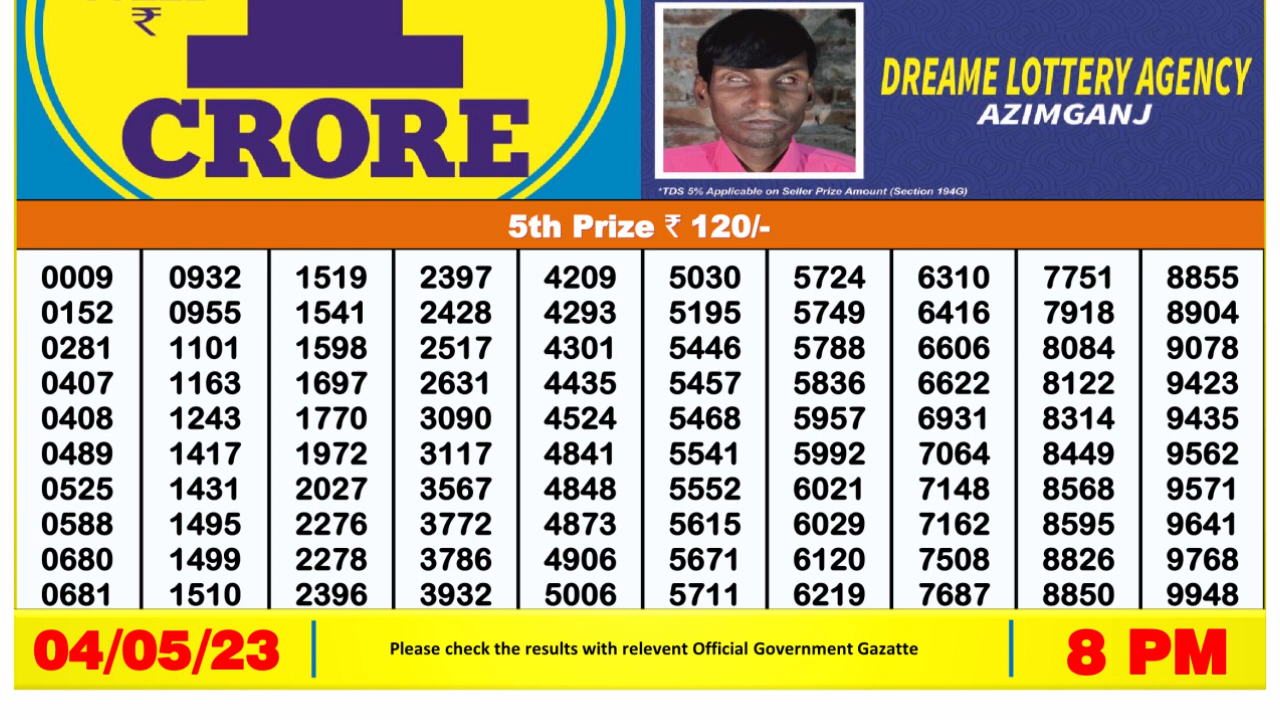 ₹
1
CRORE
DREAME LOTTERY AGENCY
AZIMGANJ
*TDS 5% Applicable on Seller Prize Amount (Section 194G)
5th Prize ₹ 120/-
0009 0932 1519 2397 4209 5030 5724 6310 7751 8855
0152 0955 1541 2428 4293 5195 5749 6416 7918 8904
0281 1101 1598 2517 4301 5446 5788 6606 8084 9078
0407 1163 1697 2631 4435 5457 5836 6622 8122 9423
0408 1243 1770 3090 4524 5468 5957 6931 8314 9435
0489 1417 1972 3117 4841 5541 5992 7064 8449 9562
0525 1431 2027 3567 4848 5552 6021 7148 8568 9571
0588 1495 2276 3772 4873 5615 6029 7162 8595 9641
0680 1499 2278 3786 4906 5671 6120 7508 8826 9768
0681 1510 2396 3932 5006 5711 6219 7687 8850 9948
04/05/23
Please check the results with relevent Official Government Gazatte
8 PM